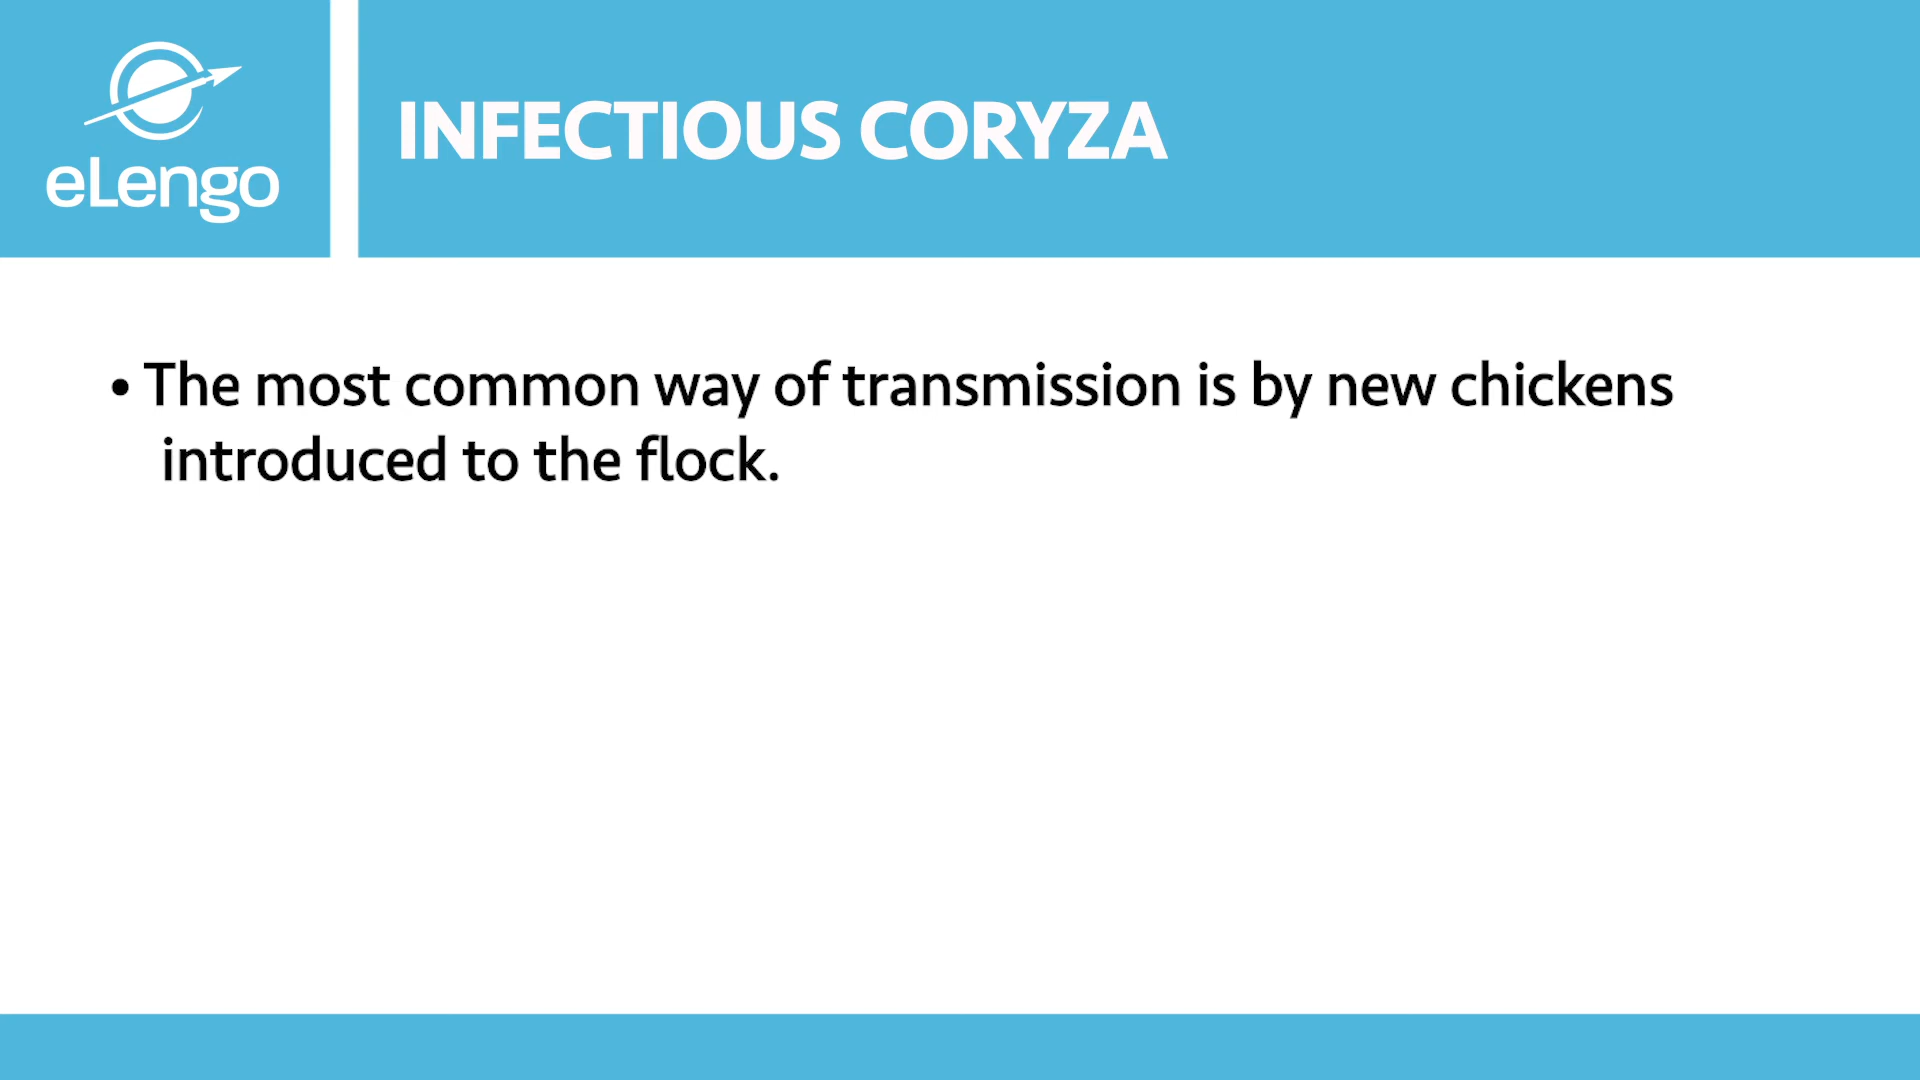 eLengo
INFECTIOUS CORYZA
• The most common way of transmission is by new chickens
introduced to the flock.